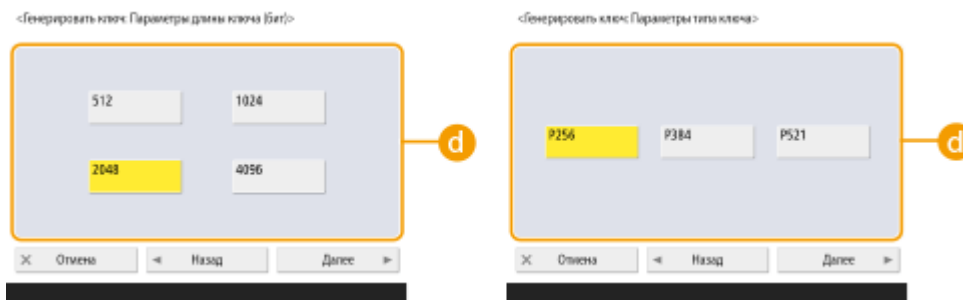 <Генерировать ключ: Параметры длины ключа (бит)>
512
1024
2048
4096
d
× Отмена
◄ Назад
Далее ►
<Генерировать ключ: Параметры типа ключа>
P256
P384
P521
d
× Отмена
◄ Назад
Далее ►